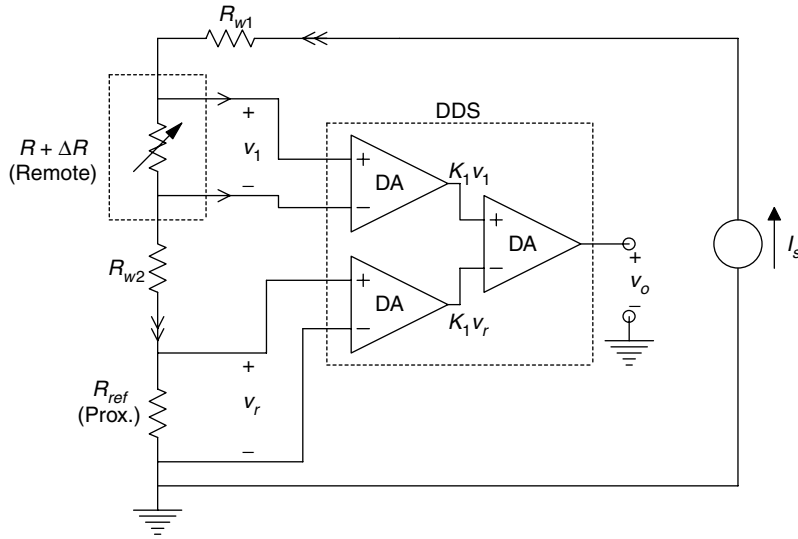 R_w1
DDS
R + ΔR
(Remote)
+
v_1
−
+
−
DA
K_1v_1
+
−
DA
R_w2
+
−
DA
K_1v_r
+
v_o
−
I_s
R_ref
(Prox.)
+
v_r
−